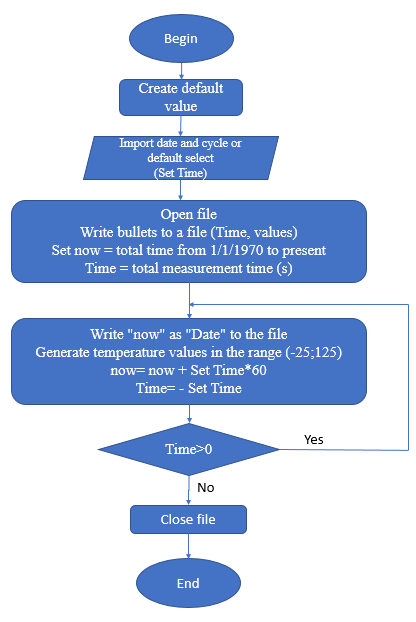 Begin
Create default
value
Import date and cycle or
default select
(Set Time)
Open file
Write bullets to a file (Time, values)
Set now = total time from 1/1/1970 to present
Time = total measurement time (s)
Write "now" as "Date" to the file
Generate temperature values in the range (-25;125)
now= now + Set Time*60
Time= - Set Time
Time>0
Yes
No
Close file
End